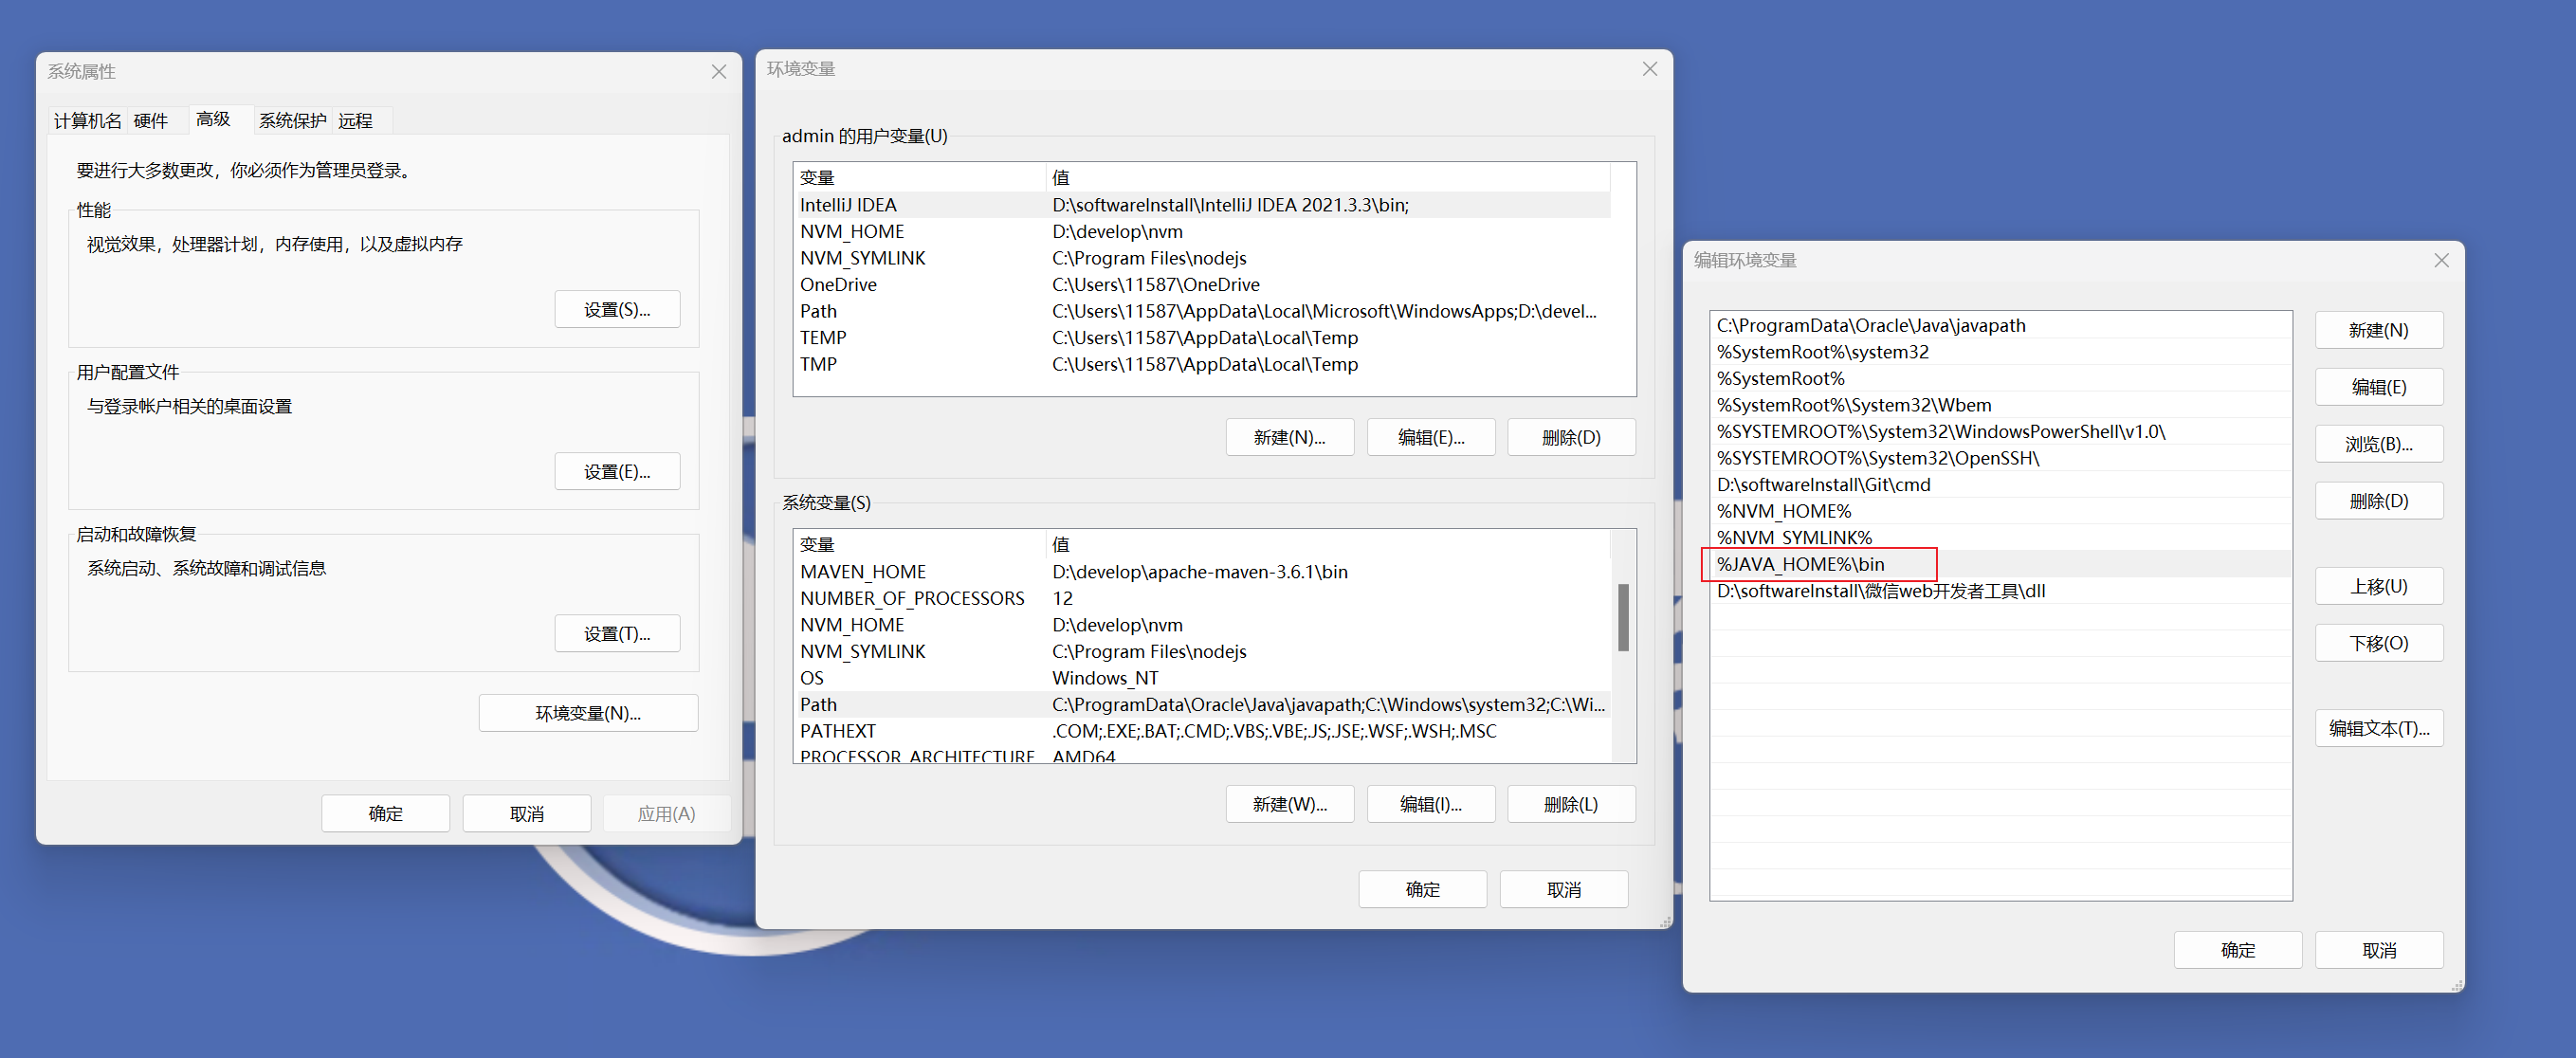 系统属性
计算机名 硬件 高级 系统保护 远程
要进行大多数更改，你必须作为管理员登录。
性能
视觉效果，处理器计划，内存使用，以及虚拟内存
设置(S)...
用户配置文件
与登录帐户相关的桌面设置
设置(E)...
启动和故障恢复
系统启动、系统故障和调试信息
设置(T)...
环境变量(N)...
确定 取消 应用(A)
环境变量
admin 的用户变量(U)
变量 值
IntelliJ IDEA D:\softwareInstall\IntelliJ IDEA 2021.3.3\bin;
NVM_HOME D:\develop\nvm
NVM_SYMLINK C:\Program Files\nodejs
OneDrive C:\Users\11587\OneDrive
Path C:\Users\11587\AppData\Local\Microsoft\WindowsApps;D:\devel...
TEMP C:\Users\11587\AppData\Local\Temp
TMP C:\Users\11587\AppData\Local\Temp
新建(N)... 编辑(E)... 删除(D)
系统变量(S)
变量 值
MAVEN_HOME D:\develop\apache-maven-3.6.1\bin
NUMBER_OF_PROCESSORS 12
NVM_HOME D:\develop\nvm
NVM_SYMLINK C:\Program Files\nodejs
OS Windows_NT
Path C:\ProgramData\Oracle\Java\javapath;C:\Windows\system32;C:\Wi...
PATHEXT .COM;.EXE;.BAT;.CMD;.VBS;.VBE;.JS;.JSE;.WSF;.WSH;.MSC
PROCESSOR_ARCHITECTURE AMD64
新建(W)... 编辑(I)... 删除(L)
确定 取消
编辑环境变量
C:\ProgramData\Oracle\Java\javapath
%SystemRoot%\system32
%SystemRoot%
%SystemRoot%\System32\Wbem
%SYSTEMROOT%\System32\WindowsPowerShell\v1.0\
%SYSTEMROOT%\System32\OpenSSH\
D:\softwareInstall\Git\cmd
%NVM_HOME%
%NVM_SYMLINK%
%JAVA_HOME%\bin
D:\softwareInstall\微信web开发者工具\dll
新建(N)
编辑(E)
浏览(B)...
删除(D)
上移(U)
下移(O)
编辑文本(T)...
确定 取消